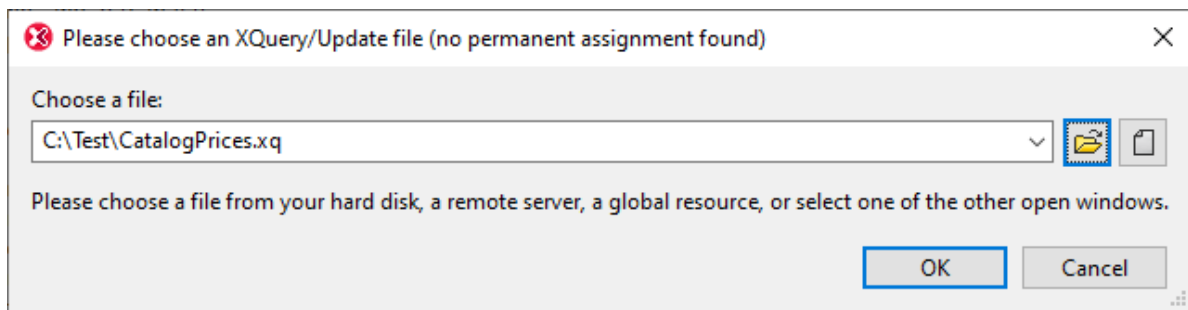 Please choose an XQuery/Update file (no permanent assignment found)
Choose a file:
C:\Test\CatalogPrices.xq
Please choose a file from your hard disk, a remote server, a global resource, or select one of the other open windows.
OK
Cancel